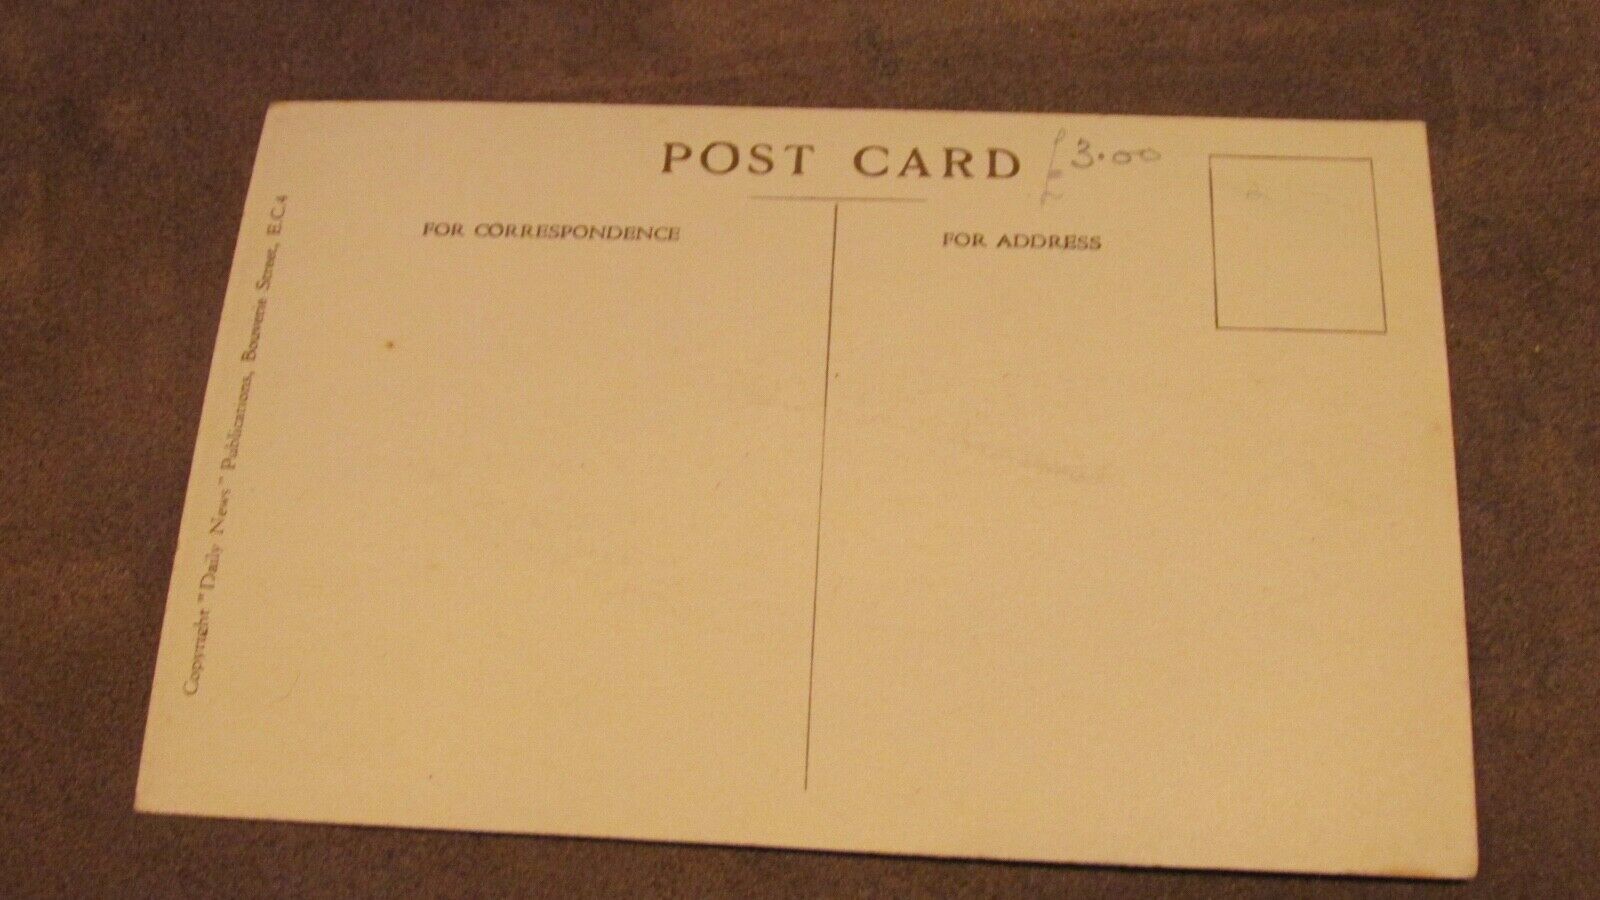 POST CARD
£3.00
FOR CORRESPONDENCE
FOR ADDRESS
Copyright "Daily News" Publications, Bouverie Street, E.C.4